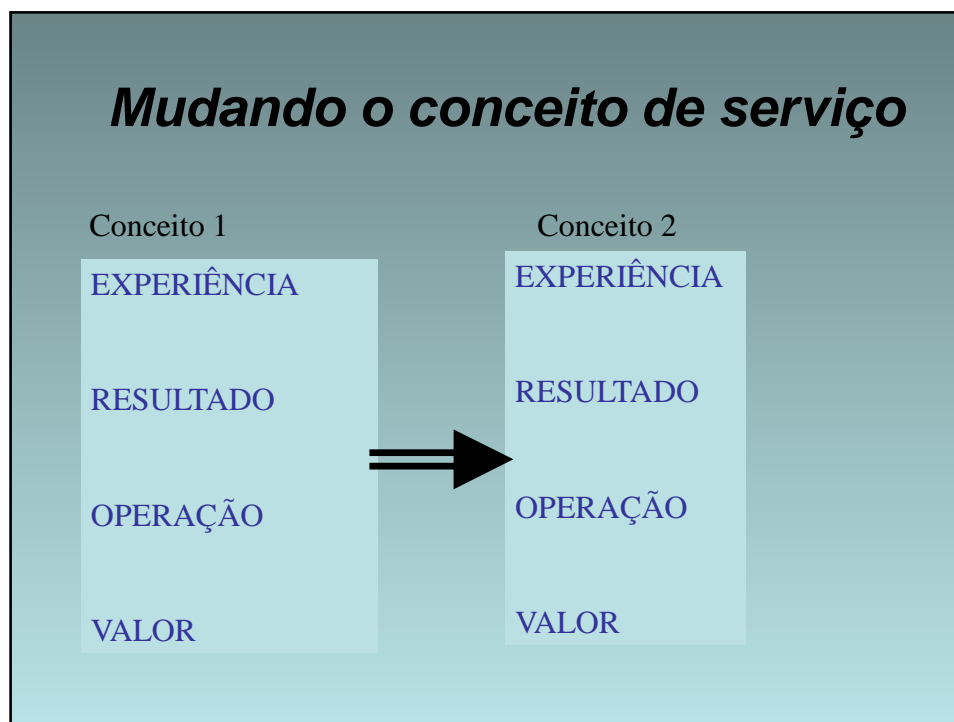 Mudando o conceito de serviço
Conceito 1
EXPERIÊNCIA
RESULTADO
OPERAÇÃO
VALOR
Conceito 2
EXPERIÊNCIA
RESULTADO
OPERAÇÃO
VALOR